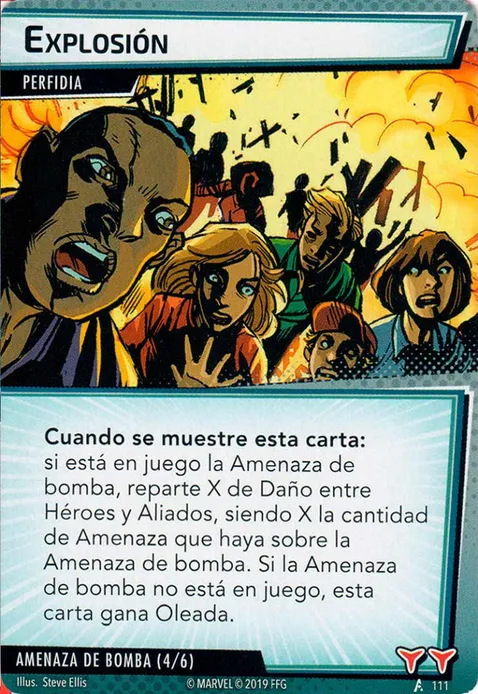 EXPLOSIÓN
PERFIDIA
Cuando se muestre esta carta:
si está en juego la Amenaza de
bomba, reparte X de Daño entre
Héroes y Aliados, siendo X la cantidad
de Amenaza que haya sobre la
Amenaza de bomba. Si la Amenaza
de bomba no está en juego, esta
carta gana Oleada.
AMENAZA DE BOMBA (4/6)
Illus. Steve Ellis
© MARVEL © 2019 FFG
111